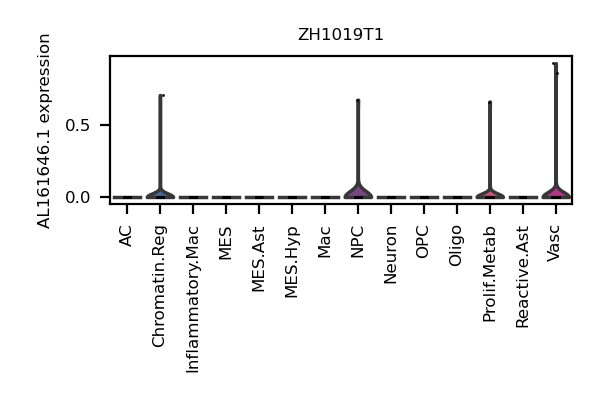 ZH1019T1
AL161646.1 expression
0.5
0.0
AC
Chromatin.Reg
Inflammatory.Mac
MES
MES.Ast
MES.Hyp
Mac
NPC
Neuron
OPC
Oligo
Prolif.Metab
Reactive.Ast
Vasc